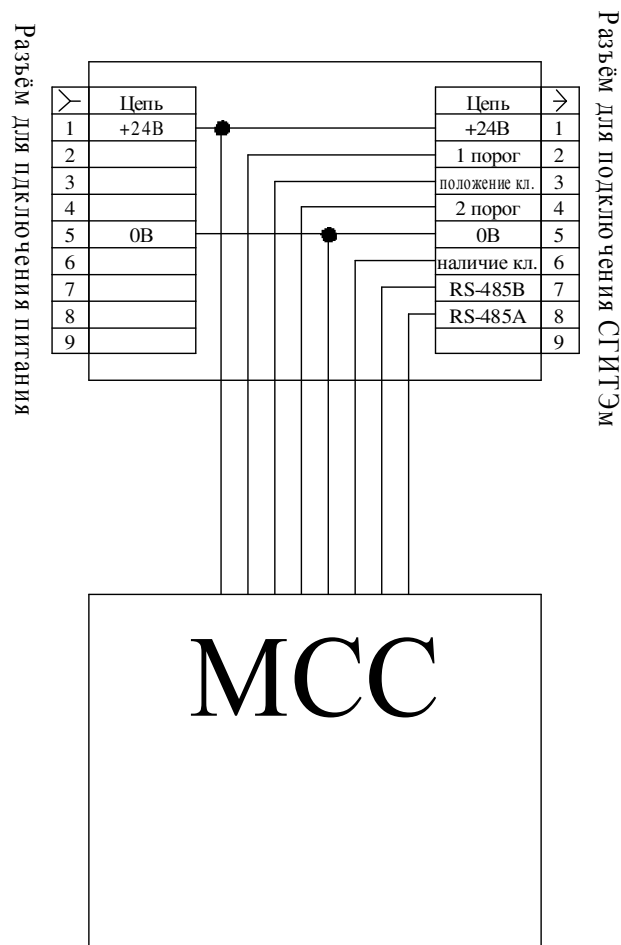 Разъём для пдключения питания
Цепь
1 +24В
2
3
4
5 0В
6
7
8
9
Цепь
+24В 1
1 порог 2
положение кл. 3
2 порог 4
0В 5
наличие кл. 6
RS-485В 7
RS-485А 8
9
Разъём для подключения СГИТЭм
МСС